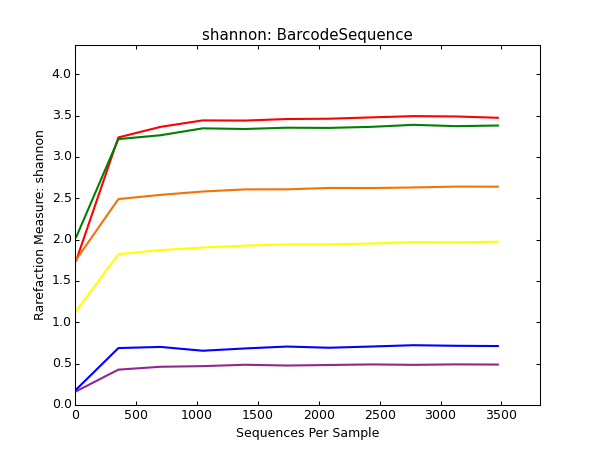 shannon: BarcodeSequence
4.0
3.5
3.0
2.5
2.0
1.5
1.0
0.5
0.0
Rarefaction Measure: shannon
0 500 1000 1500 2000 2500 3000 3500
Sequences Per Sample